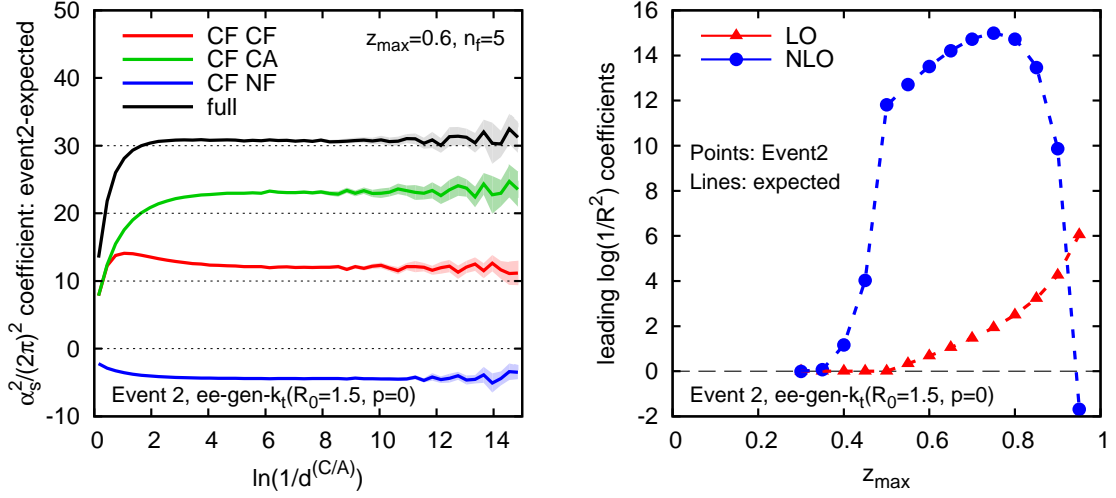 α_s²/(2π)² coefficient: event2-expected
50
40
30
20
10
0
-10
CF CF
CF CA
CF NF
full
z_max=0.6, n_f=5
Event 2, ee-gen-k_t(R_0=1.5, p=0)
0 2 4 6 8 10 12 14
ln(1/d^(C/A))
leading log(1/R²) coefficients
16
14
12
10
8
6
4
2
0
-2
LO
NLO
Points: Event2
Lines: expected
Event 2, ee-gen-k_t(R_0=1.5, p=0)
0 0.2 0.4 0.6 0.8 1
z_max